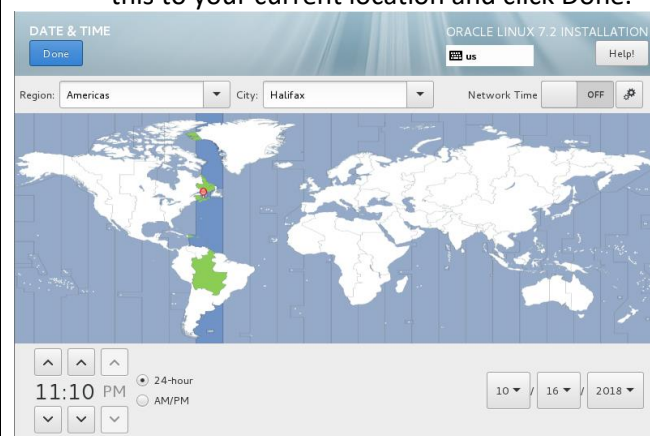 this to your current location and click Done.
DATE & TIME
ORACLE LINUX 7.2 INSTALLATION
Done
us
Help!
Region: Americas City: Halifax Network Time OFF
11:10 PM
24-hour
AM/PM
10 / 16 / 2018